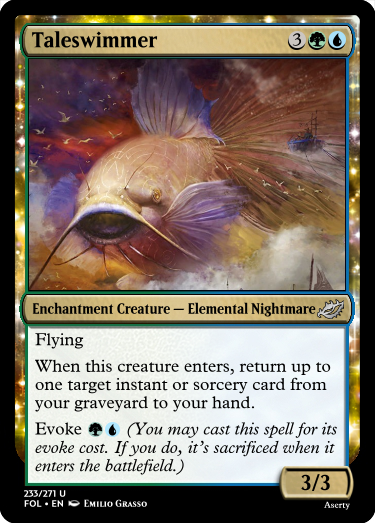 Taleswimmer 3
Enchantment Creature — Elemental Nightmare
Flying
When this creature enters, return up to
one target instant or sorcery card from
your graveyard to your hand.
Evoke (You may cast this spell for its
evoke cost. If you do, it's sacrificed when it
enters the battlefield.)
3/3
233/271 U
FOL • EN Emilio Grasso
Aserty